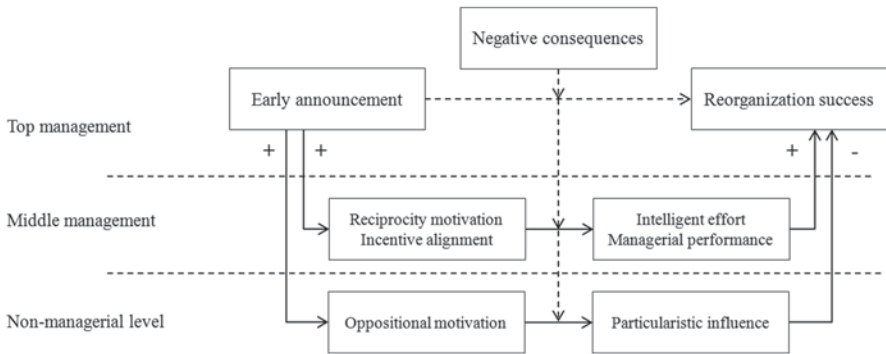 Negative consequences
Early announcement
Reorganization success
Top management
+
+
+
-
Middle management
Reciprocity motivation
Incentive alignment
Intelligent effort
Managerial performance
Non-managerial level
Oppositional motivation
Particularistic influence